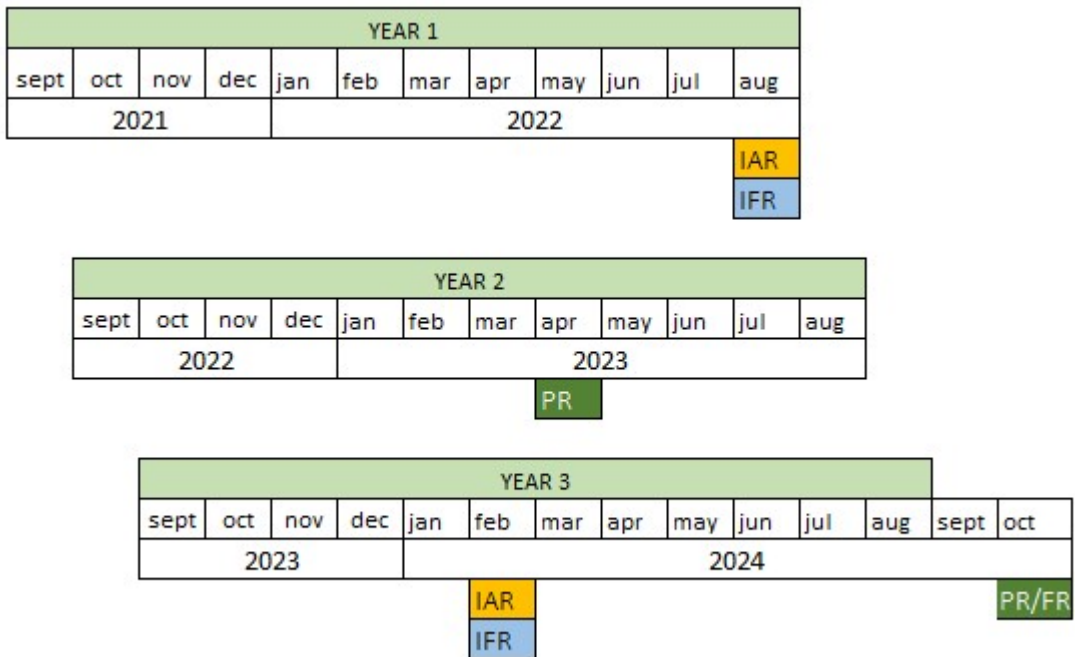 YEAR 1
sept oct nov dec jan feb mar apr may jun jul aug
2021 2022
IAR
IFR
YEAR 2
sept oct nov dec jan feb mar apr may jun jul aug
2022 2023
PR
YEAR 3
sept oct nov dec jan feb mar apr may jun jul aug sept oct
2023 2024
IAR PR/FR
IFR